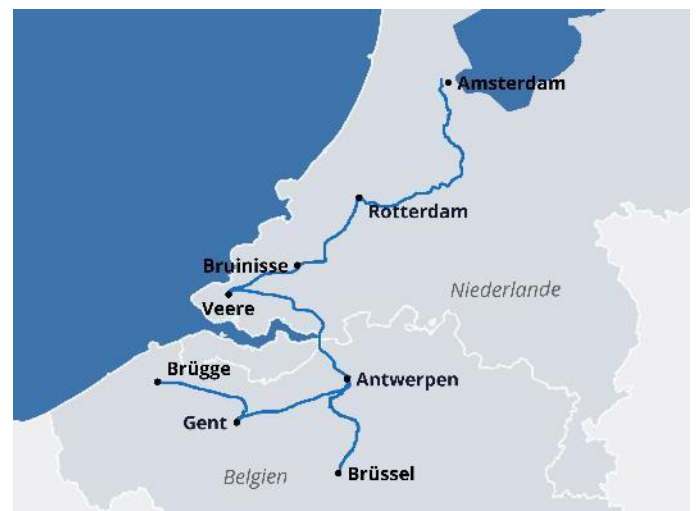 Amsterdam
Rotterdam
Bruinisse
Niederlande
Veere
Brügge
Antwerpen
Gent
Belgien
Brüssel